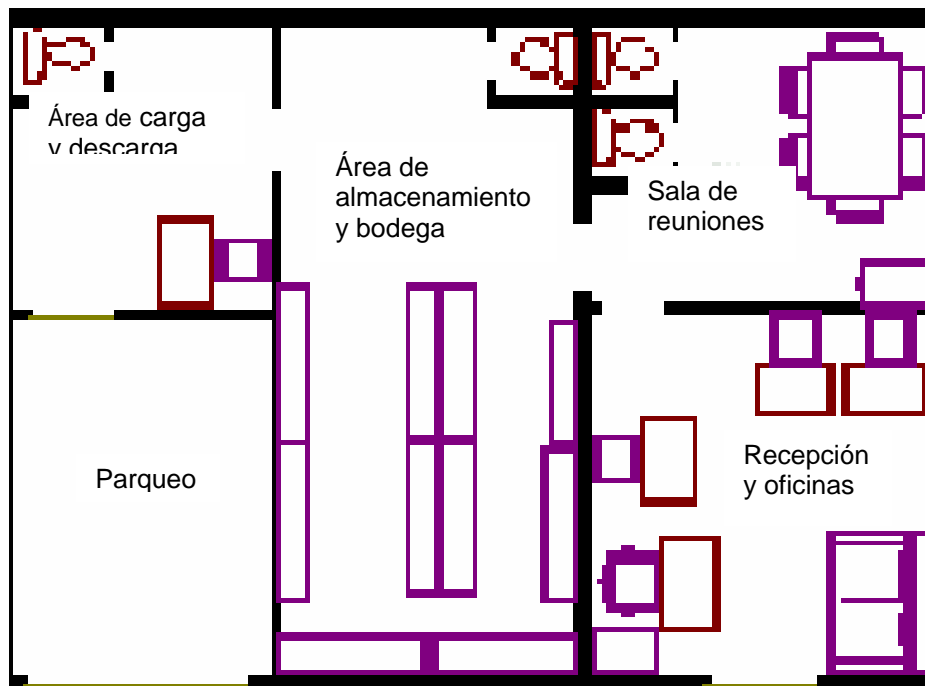 Área de carga
y descarga
Área de
almacenamiento
y bodega
Sala de
reuniones
Parqueo
Recepción
y oficinas